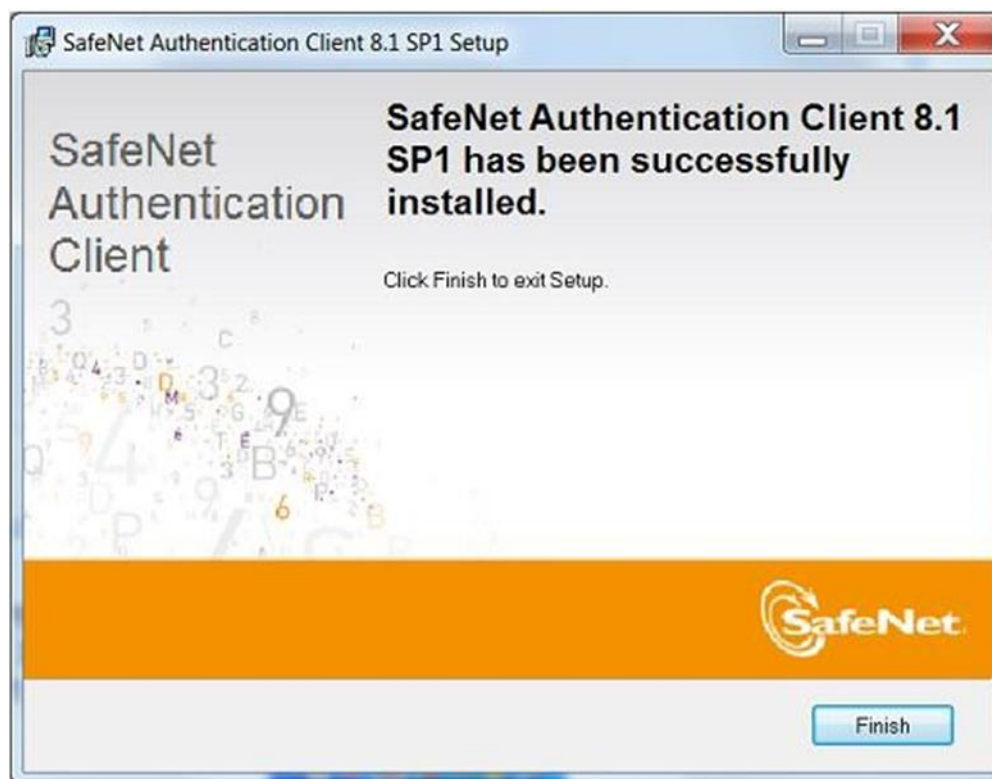 SafeNet Authentication Client 8.1 SP1 Setup
SafeNet
Authentication
Client
SafeNet Authentication Client 8.1
SP1 has been successfully
installed.
Click Finish to exit Setup.
SafeNet.
Finish